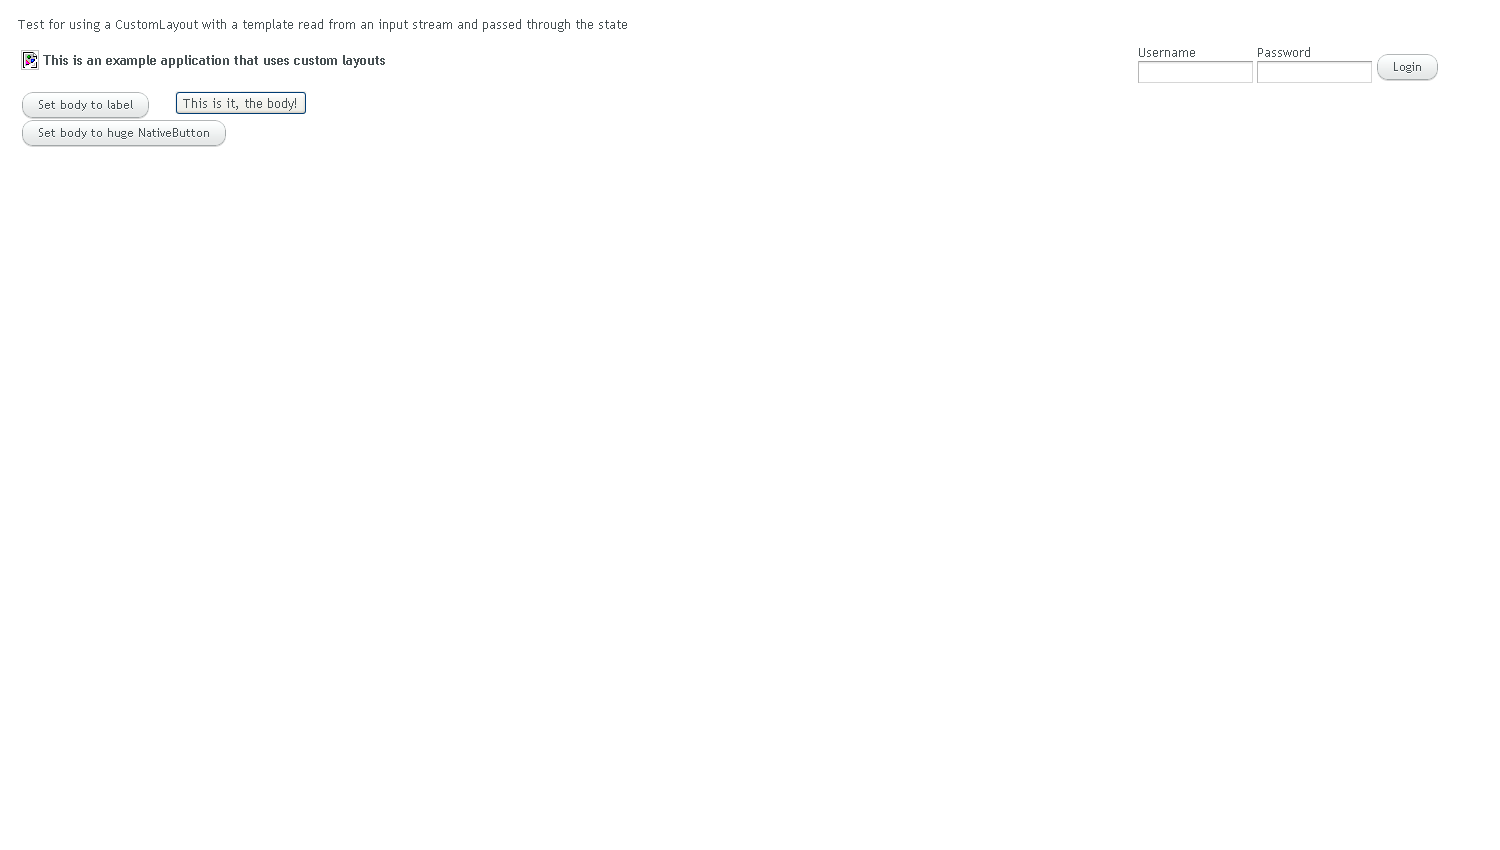 Test for using a CustomLayout with a template read from an input stream and passed through the state
This is an example application that uses custom layouts
Username Password
Login
Set body to label
This is it, the body!
Set body to huge NativeButton